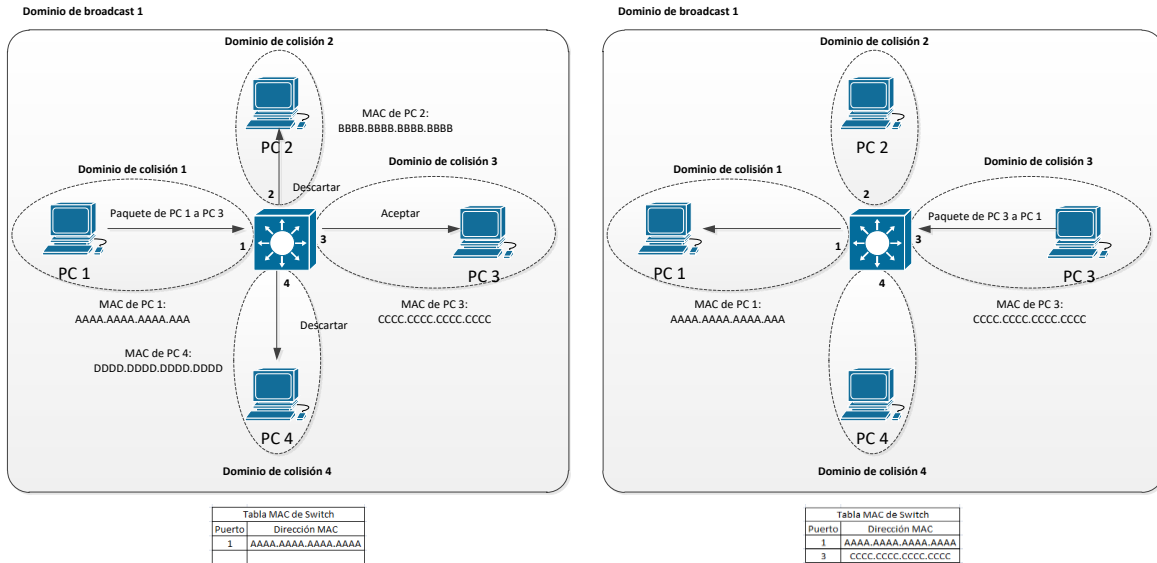 Dominio de broadcast 1
Dominio de colisión 2
MAC de PC 2:
BBBB.BBBB.BBBB.BBBB
PC 2
Dominio de colisión 1
Dominio de colisión 3
2
Descartar
Paquete de PC 1 a PC 3
Aceptar
1
3
PC 1
PC 3
4
MAC de PC 1:
AAAA.AAAA.AAAA.AAA
MAC de PC 3:
CCCC.CCCC.CCCC.CCCC
Descartar
MAC de PC 4:
DDDD.DDDD.DDDD.DDDD
PC 4
Dominio de colisión 4
Tabla MAC de Switch
Puerto Dirección MAC
1 AAAA.AAAA.AAAA.AAAA
Dominio de broadcast 1
Dominio de colisión 2
PC 2
Dominio de colisión 1
Dominio de colisión 3
2
Paquete de PC 3 a PC 1
1
3
PC 1
PC 3
4
MAC de PC 1:
AAAA.AAAA.AAAA.AAA
MAC de PC 3:
CCCC.CCCC.CCCC.CCCC
PC 4
Dominio de colisión 4
Tabla MAC de Switch
Puerto Dirección MAC
1 AAAA.AAAA.AAAA.AAAA
3 CCCC.CCCC.CCCC.CCCC